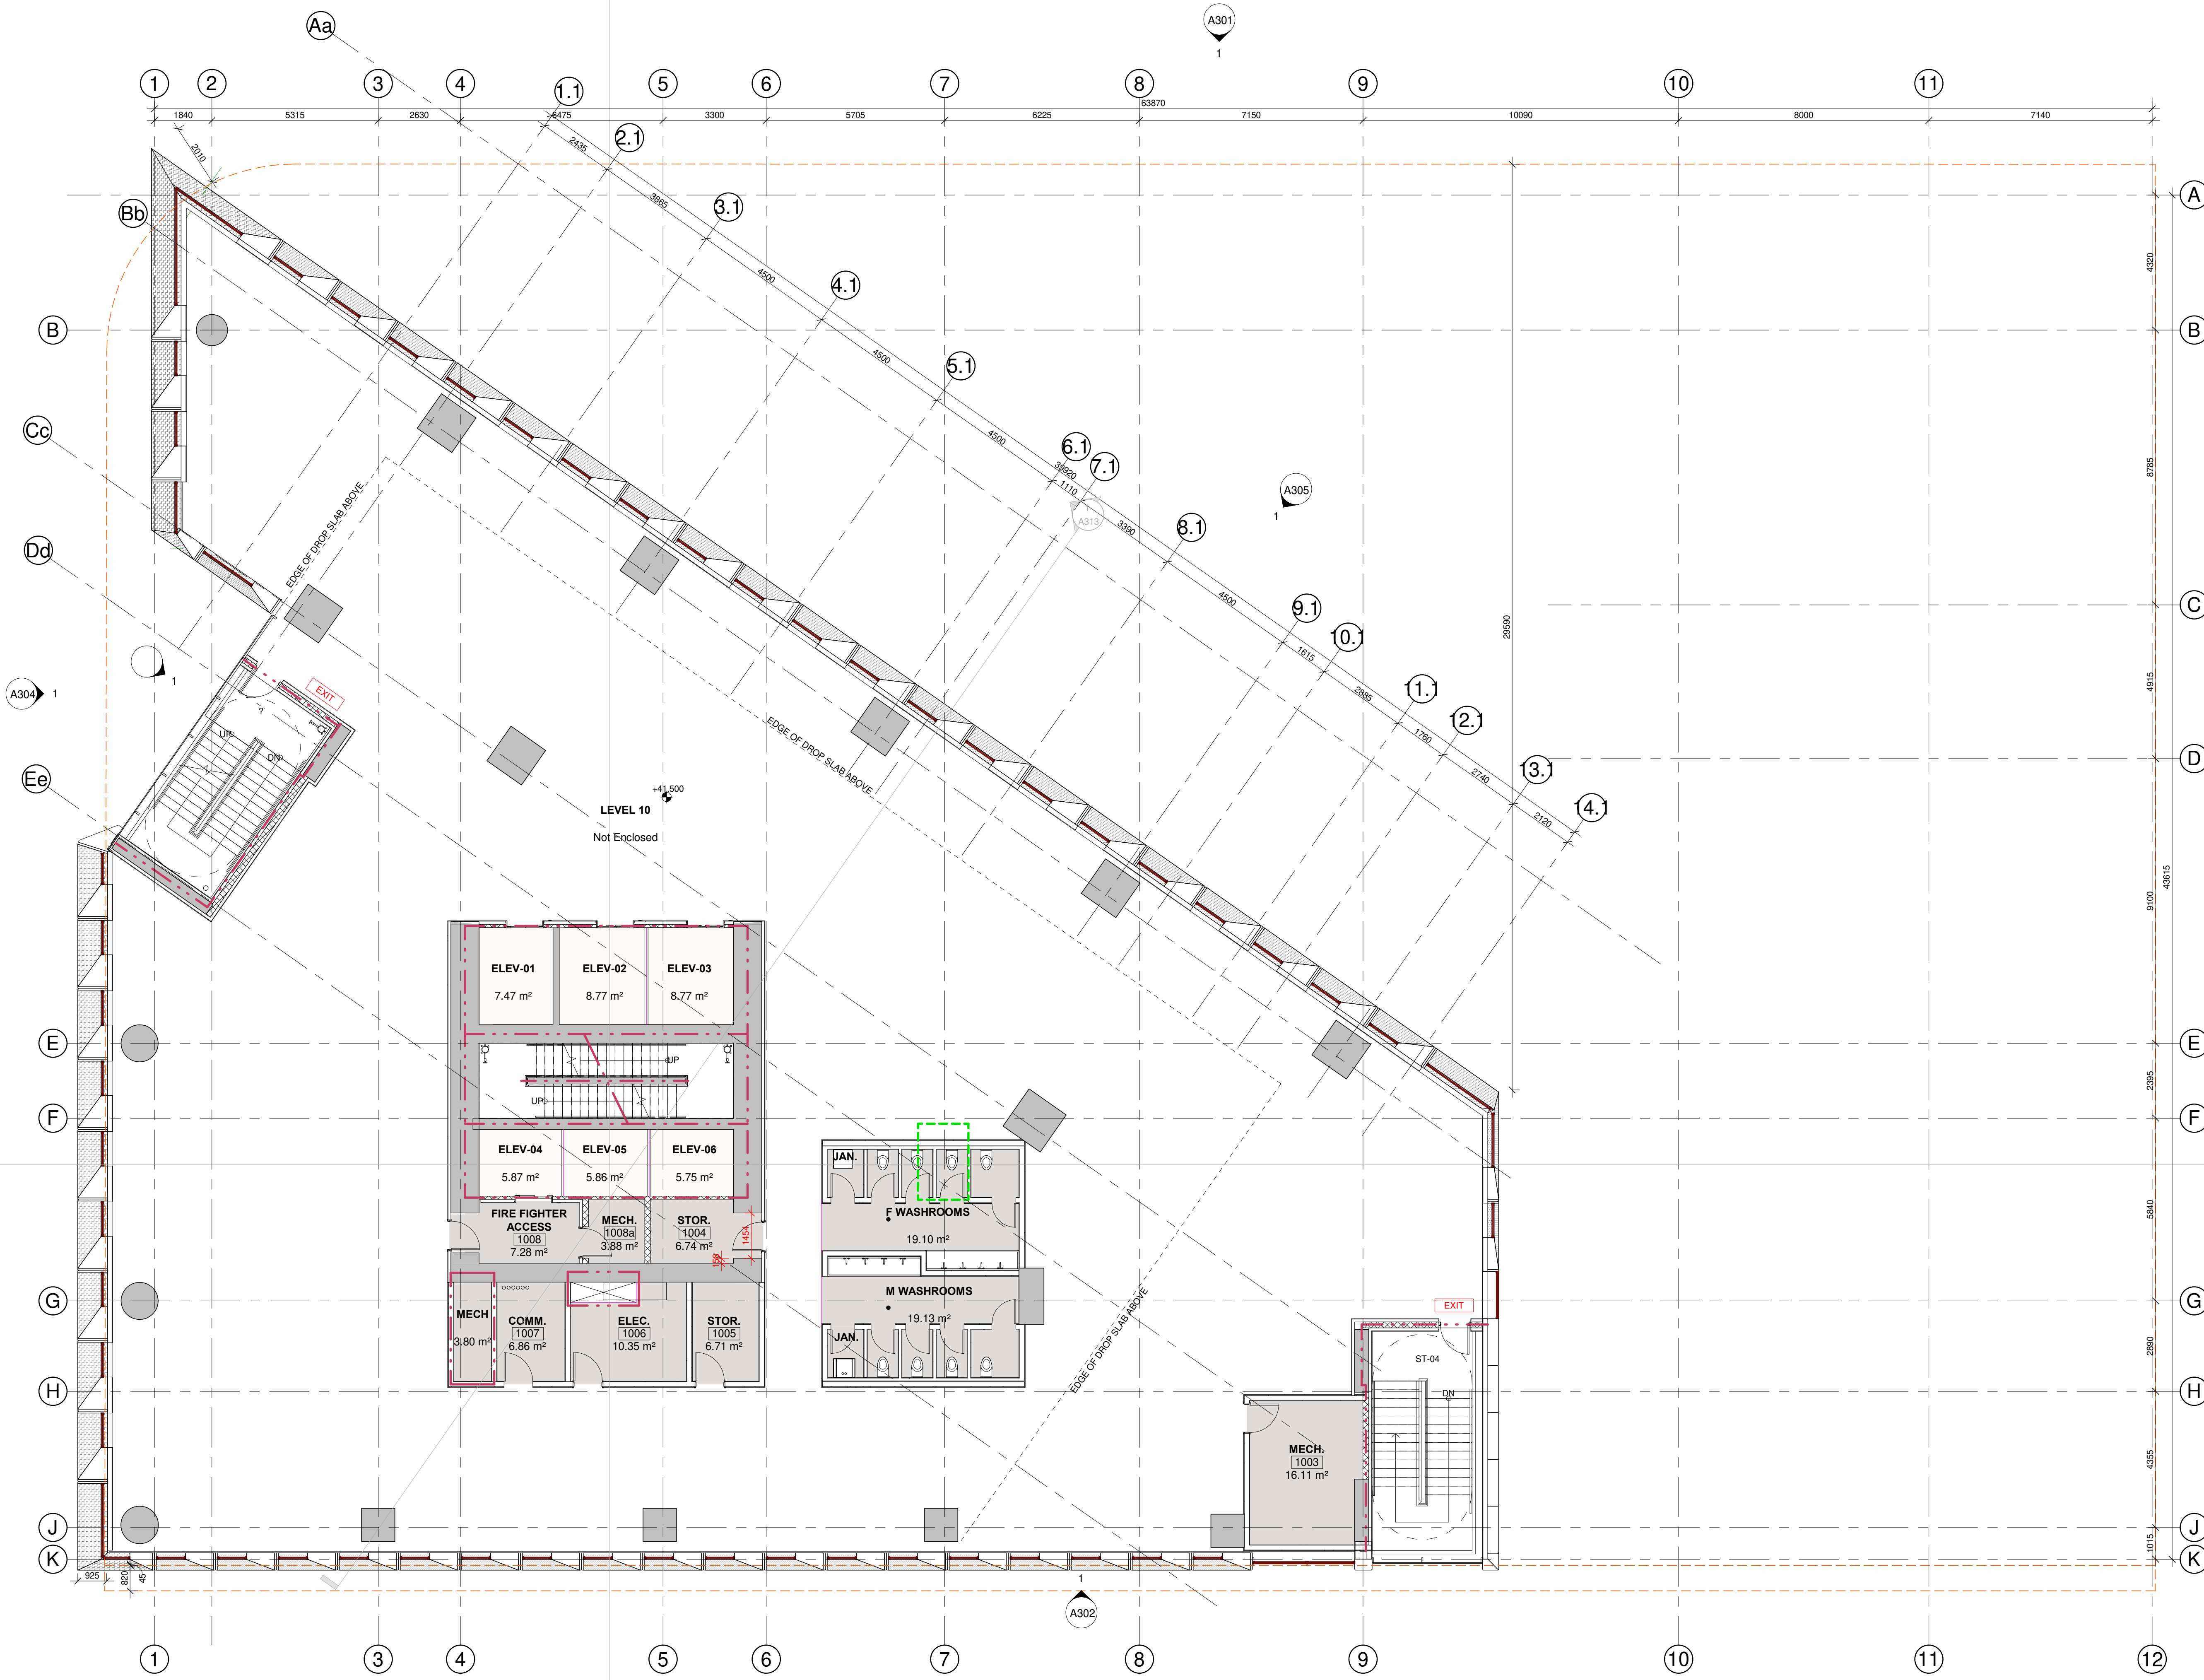 A301
1
Aa
1
2
3
4
1.1
5
6
7
8
9
10
11
63870
1840
5315
2630
6475
3300
5705
6225
7150
10090
8000
7140
2010
2435
2.1
3865
3.1
4500
4.1
4500
5.1
4500
6.1
39920
7.1
1110
A313
3390
8.1
4500
9.1
1615
10.1
2885
11.1
1760
12.1
2740
13.1
2120
14.1
A305
1
29590
A
4320
B
8785
C
4915
D
9100
43615
E
2395
F
5840
G
2890
H
4355
J
1015
K
Bb
B
Cc
Dd
Ee
A304
1
1
E
F
G
H
J
K
EDGE OF DROP SLAB ABOVE
EDGE OF DROP SLAB ABOVE
EDGE OF DROP SLAB ABOVE
EXIT
?
UP
DN
+41,500
LEVEL 10
Not Enclosed
ELEV-01
7.47 m²
ELEV-02
8.77 m²
ELEV-03
8.77 m²
UP
UP
ELEV-04
5.87 m²
ELEV-05
5.86 m²
ELEV-06
5.75 m²
FIRE FIGHTER
ACCESS
1008
7.28 m²
MECH.
1008a
3.88 m²
STOR.
1004
6.74 m²
1454
158
MECH
3.80 m²
COMM.
1007
6.86 m²
ELEC.
1006
10.35 m²
STOR.
1005
6.71 m²
JAN.
F WASHROOMS
19.10 m²
M WASHROOMS
19.13 m²
JAN.
EXIT
ST-04
DN
MECH.
1003
16.11 m²
925
820
45
1
A302
1
3
4
5
6
7
8
9
10
11
12